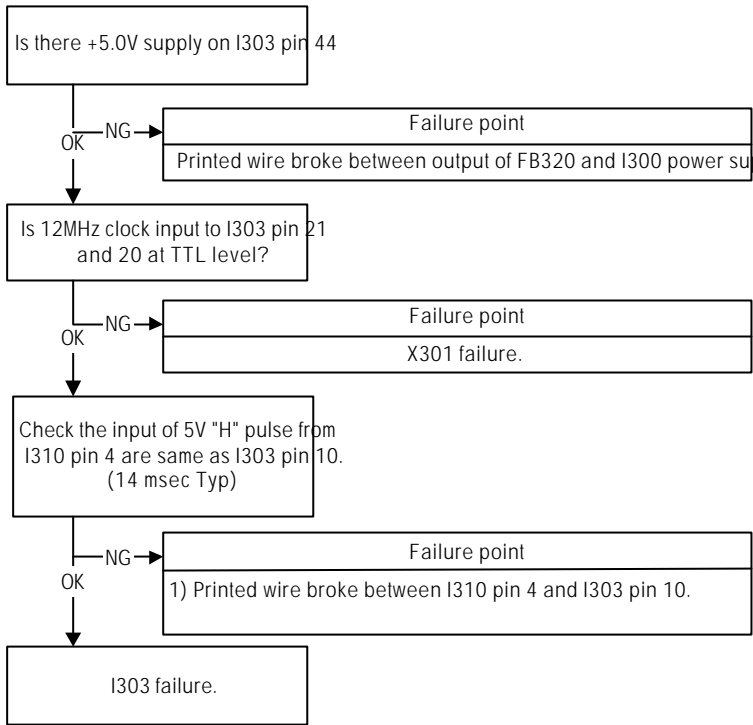 Is there +5.0V supply on I303 pin 44
NG
Failure point
OK
Printed wire broke between output of FB320 and I300 power
Is 12MHz clock input to I303 pin 21
and 20 at TTL level?
NG
Failure point
OK
X301 failure.
Check the input of 5V "H" pulse from
I310 pin 4 are same as I303 pin 10.
(14 msec Typ)
NG
Failure point
OK
1) Printed wire broke between I310 pin 4 and I303 pin 10.
I303 failure.